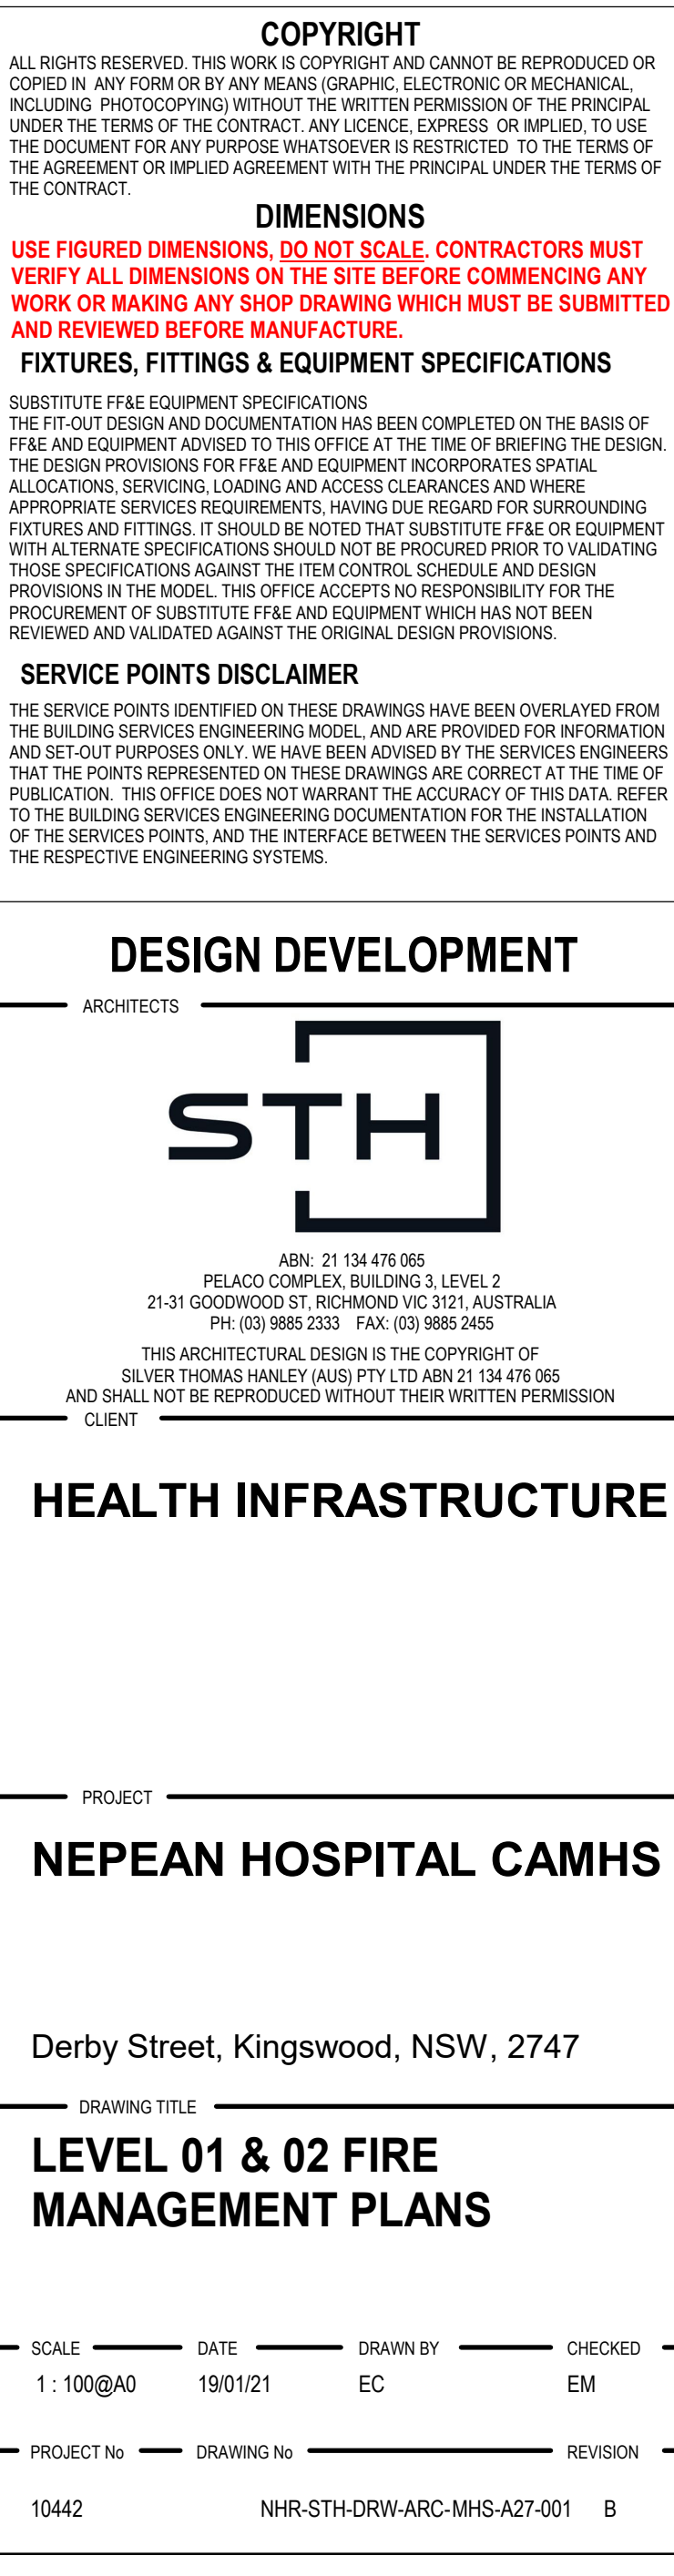 COPYRIGHT
ALL RIGHTS RESERVED. THIS WORK IS COPYRIGHT AND CANNOT BE REPRODUCED OR
COPIED IN ANY FORM OR BY ANY MEANS (GRAPHIC, ELECTRONIC OR MECHANICAL,
INCLUDING PHOTOCOPYING) WITHOUT THE WRITTEN PERMISSION OF THE PRINCIPAL
UNDER THE TERMS OF THE CONTRACT. ANY LICENCE, EXPRESS OR IMPLIED, TO USE
THE DOCUMENT FOR ANY PURPOSE WHATSOEVER IS RESTRICTED TO THE TERMS OF
THE AGREEMENT OR IMPLIED AGREEMENT WITH THE PRINCIPAL UNDER THE TERMS OF
THE CONTRACT.
DIMENSIONS
USE FIGURED DIMENSIONS, DO NOT SCALE. CONTRACTORS MUST
VERIFY ALL DIMENSIONS ON THE SITE BEFORE COMMENCING ANY
WORK OR MAKING ANY SHOP DRAWING WHICH MUST BE SUBMITTED
AND REVIEWED BEFORE MANUFACTURE.
FIXTURES, FITTINGS & EQUIPMENT SPECIFICATIONS
SUBSTITUTE FF&E EQUIPMENT SPECIFICATIONS
THE FIT-OUT DESIGN AND DOCUMENTATION HAS BEEN COMPLETED ON THE BASIS OF
FF&E AND EQUIPMENT ADVISED TO THIS OFFICE AT THE TIME OF BRIEFING THE DESIGN.
THE DESIGN PROVISIONS FOR FF&E AND EQUIPMENT INCORPORATES SPATIAL
ALLOCATIONS, SERVICING, LOADING AND ACCESS CLEARANCES AND WHERE
APPROPRIATE SERVICES REQUIREMENTS, HAVING DUE REGARD FOR SURROUNDING
FIXTURES AND FITTINGS. IT SHOULD BE NOTED THAT SUBSTITUTE FF&E OR EQUIPMENT
WITH ALTERNATE SPECIFICATIONS SHOULD NOT BE PROCURED PRIOR TO VALIDATING
THOSE SPECIFICATIONS AGAINST THE ITEM CONTROL SCHEDULE AND DESIGN
PROVISIONS IN THE MODEL. THIS OFFICE ACCEPTS NO RESPONSIBILITY FOR THE
PROCUREMENT OF SUBSTITUTE FF&E AND EQUIPMENT WHICH HAS NOT BEEN
REVIEWED AND VALIDATED AGAINST THE ORIGINAL DESIGN PROVISIONS.
SERVICE POINTS DISCLAIMER
THE SERVICE POINTS IDENTIFIED ON THESE DRAWINGS HAVE BEEN OVERLAYED FROM
THE BUILDING SERVICES ENGINEERING MODEL, AND ARE PROVIDED FOR INFORMATION
AND SET-OUT PURPOSES ONLY. WE HAVE BEEN ADVISED BY THE SERVICES ENGINEERS
THAT THE POINTS REPRESENTED ON THESE DRAWINGS ARE CORRECT AT THE TIME OF
PUBLICATION. THIS OFFICE DOES NOT WARRANT THE ACCURACY OF THIS DATA. REFER
TO THE BUILDING SERVICES ENGINEERING DOCUMENTATION FOR THE INSTALLATION
OF THE SERVICES POINTS, AND THE INTERFACE BETWEEN THE SERVICES POINTS AND
THE RESPECTIVE ENGINEERING SYSTEMS.
DESIGN DEVELOPMENT
ARCHITECTS
STH
ABN: 21 134 476 065
PELACO COMPLEX, BUILDING 3, LEVEL 2
21-31 GOODWOOD ST, RICHMOND VIC 3121, AUSTRALIA
PH: (03) 9885 2333 FAX: (03) 9885 2455
THIS ARCHITECTURAL DESIGN IS THE COPYRIGHT OF
SILVER THOMAS HANLEY (AUS) PTY LTD ABN 21 134 476 065
AND SHALL NOT BE REPRODUCED WITHOUT THEIR WRITTEN PERMISSION
CLIENT
HEALTH INFRASTRUCTURE
PROJECT
NEPEAN HOSPITAL CAMHS
Derby Street, Kingswood, NSW, 2747
DRAWING TITLE
LEVEL 01 & 02 FIRE
MANAGEMENT PLANS
SCALE DATE DRAWN BY CHECKED
1 : 100@A0 19/01/21 EC EM
PROJECT No DRAWING No REVISION
10442 NHR-STH-DRW-ARC-MHS-A27-001 B